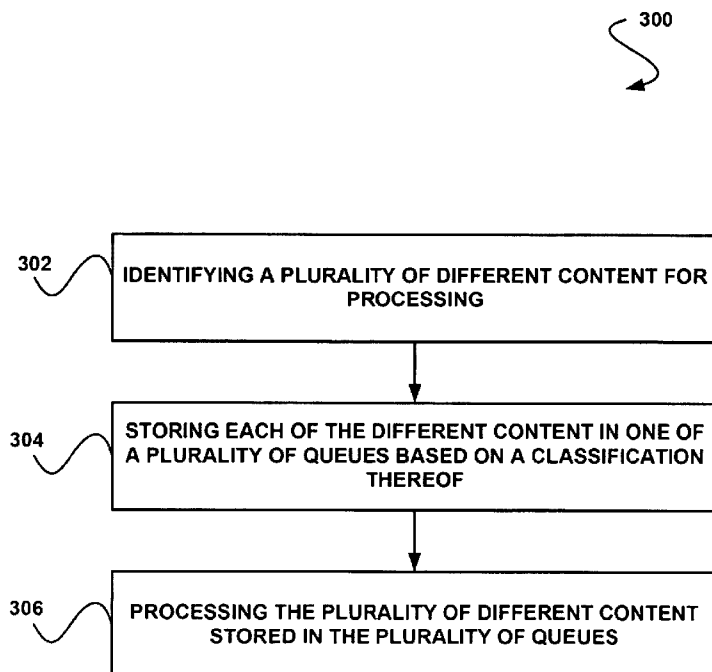 300
302
IDENTIFYING A PLURALITY OF DIFFERENT CONTENT FOR
PROCESSING
304
STORING EACH OF THE DIFFERENT CONTENT IN ONE OF
A PLURALITY OF QUEUES BASED ON A CLASSIFICATION
THEREOF
306
PROCESSING THE PLURALITY OF DIFFERENT CONTENT
STORED IN THE PLURALITY OF QUEUES